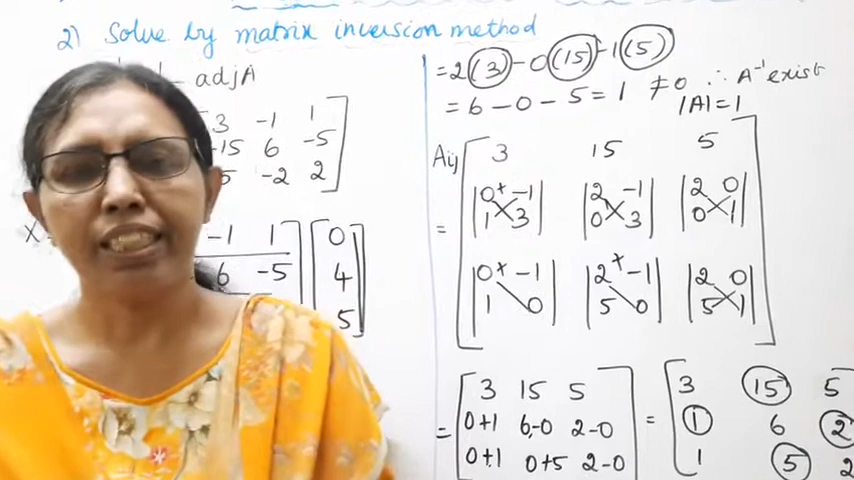 2) Solve by matrix inversion method
adjA
3 -1 1
-15 6 -5
5 -2 2
-1 1
6 -5
0
4
5
= 2(3) - 0(15) - 1(5)
= 6 - 0 - 5 = 1 ≠ 0 ∴ A⁻¹ exist
|A| = 1
Aij
3 15 5
= |0 -1| |2 -1| |2 0|
|1 3| |0 3| |0 1|
|0 -1| |2 -1| |2 0|
|1 0| |5 0| |5 1|
3 15 5 = 3 15 5
= 0+1 6-0 2-0 1 6 2
0+1 0+5 2-0 1 5 2